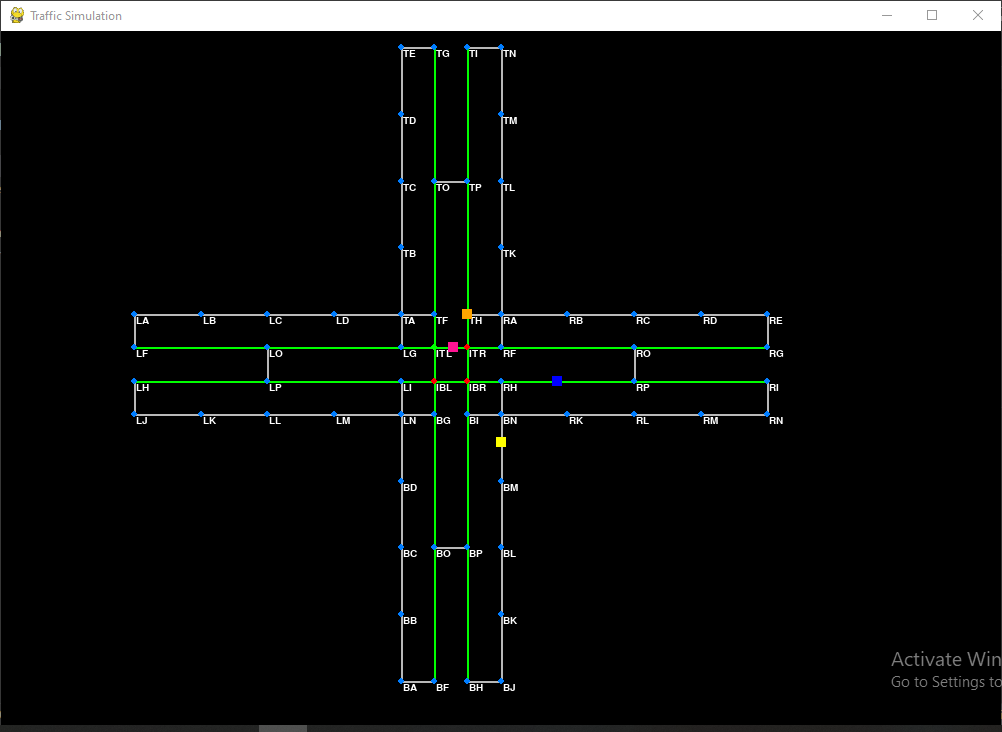 Traffic Simulation
TE TG TI TN
TD TM
TC TO TP TL
TB TK
LA LB LC LD TA TF TH RA RB RC RD RE
LF LO LG ITL ITR RF RO RG
LH LP LI IBL IBR RH RP RI
LJ LK LL LM LN BG BI BN RK RL RM RN
BD BM
BC BO BP BL
BB BK
Activate Win
Go to Settings to
BA BF BH BJ